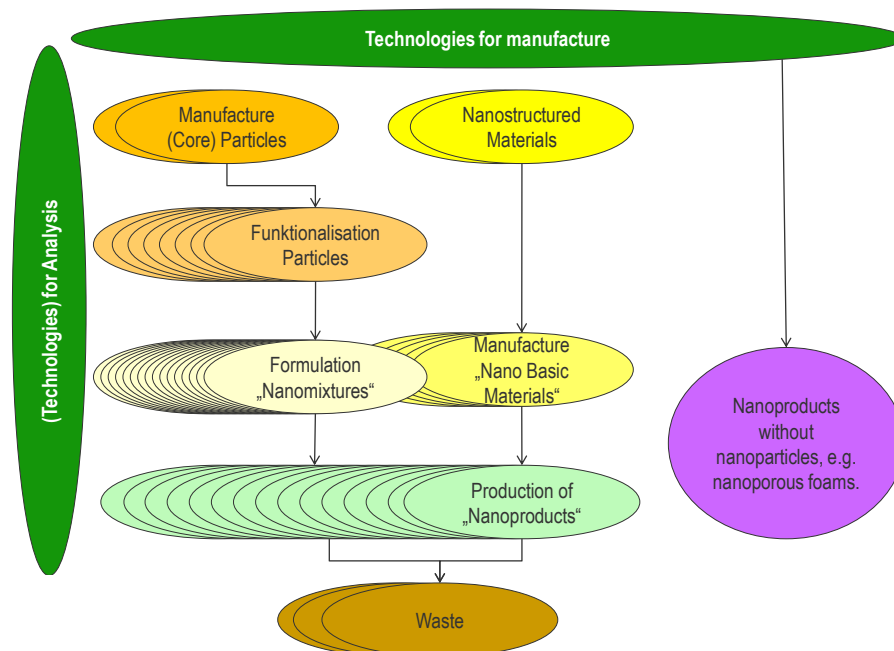 Technologies for manufacture
(Technologies) for Analysis
Manufacture
(Core) Particles
Nanostructured
Materials
Funktionalisation
Particles
Formulation
„Nanomixtures“
Manufacture
„Nano Basic
Materials“
Nanoproducts
without
nanoparticles, e.g.
nanoporous foams.
Production of
„Nanoproducts“
Waste